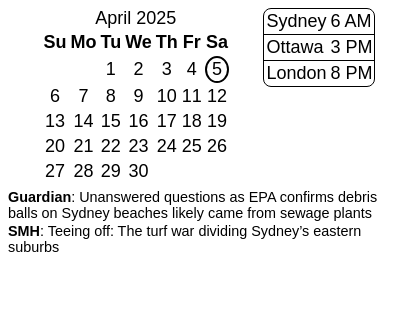 April 2025
Su Mo Tu We Th Fr Sa
1 2 3 4 5
6 7 8 9 10 11 12
13 14 15 16 17 18 19
20 21 22 23 24 25 26
27 28 29 30
Sydney 6 AM
Ottawa 3 PM
London 8 PM
Guardian: Unanswered questions as EPA confirms debris
balls on Sydney beaches likely came from sewage plants
SMH: Teeing off: The turf war dividing Sydney’s eastern
suburbs